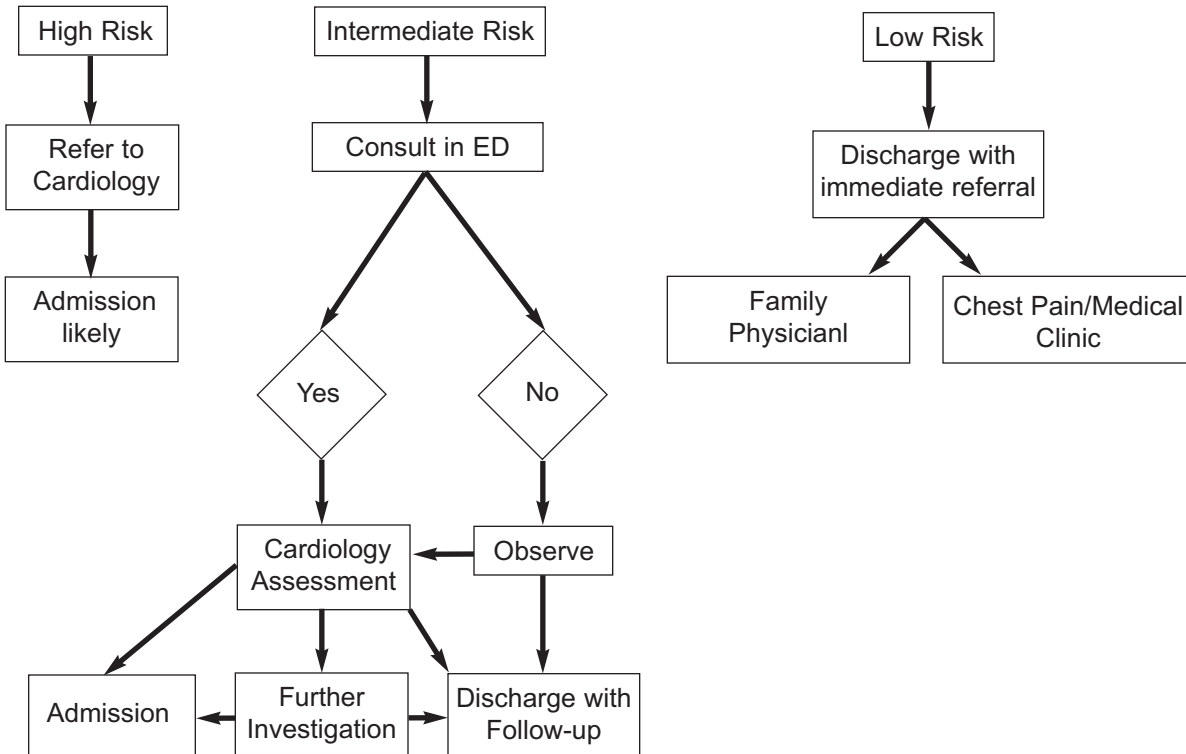 High Risk
Intermediate Risk
Low Risk
Refer to
Cardiology
Consult in ED
Discharge with
immediate referral
Admission
likely
Family
Physicianl
Chest Pain/Medical
Clinic
Yes
No
Cardiology
Assessment
Observe
Admission
Further
Investigation
Discharge with
Follow-up